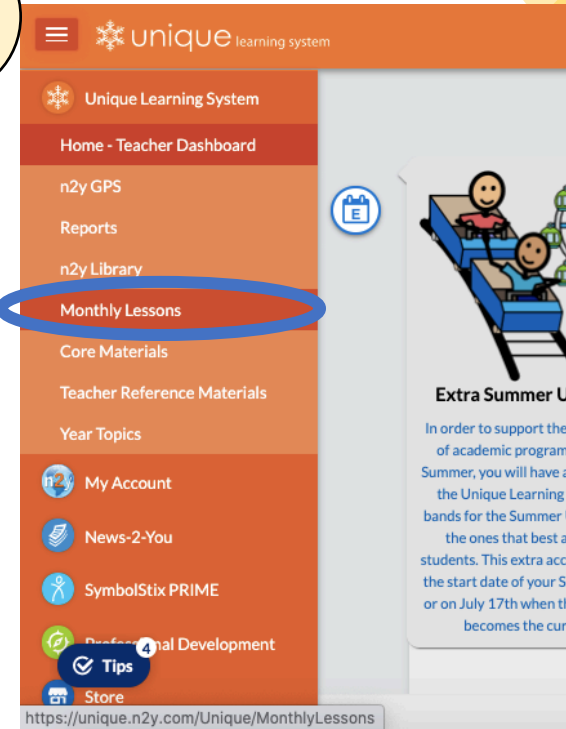 unique learning system
Unique Learning System
Home - Teacher Dashboard
n2y GPS
Reports
n2y Library
Monthly Lessons
Core Materials
Teacher Reference Materials
Year Topics
n2y My Account
News-2-You
SymbolStix PRIME
nal Development
4
Tips
Store
https://unique.n2y.com/Unique/MonthlyLessons
E
Extra Summer U
In order to support the
of academic program
Summer, you will have a
the Unique Learning
bands for the Summer
the ones that best a
students. This extra acc
the start date of your S
or on July 17th when th
becomes the cur